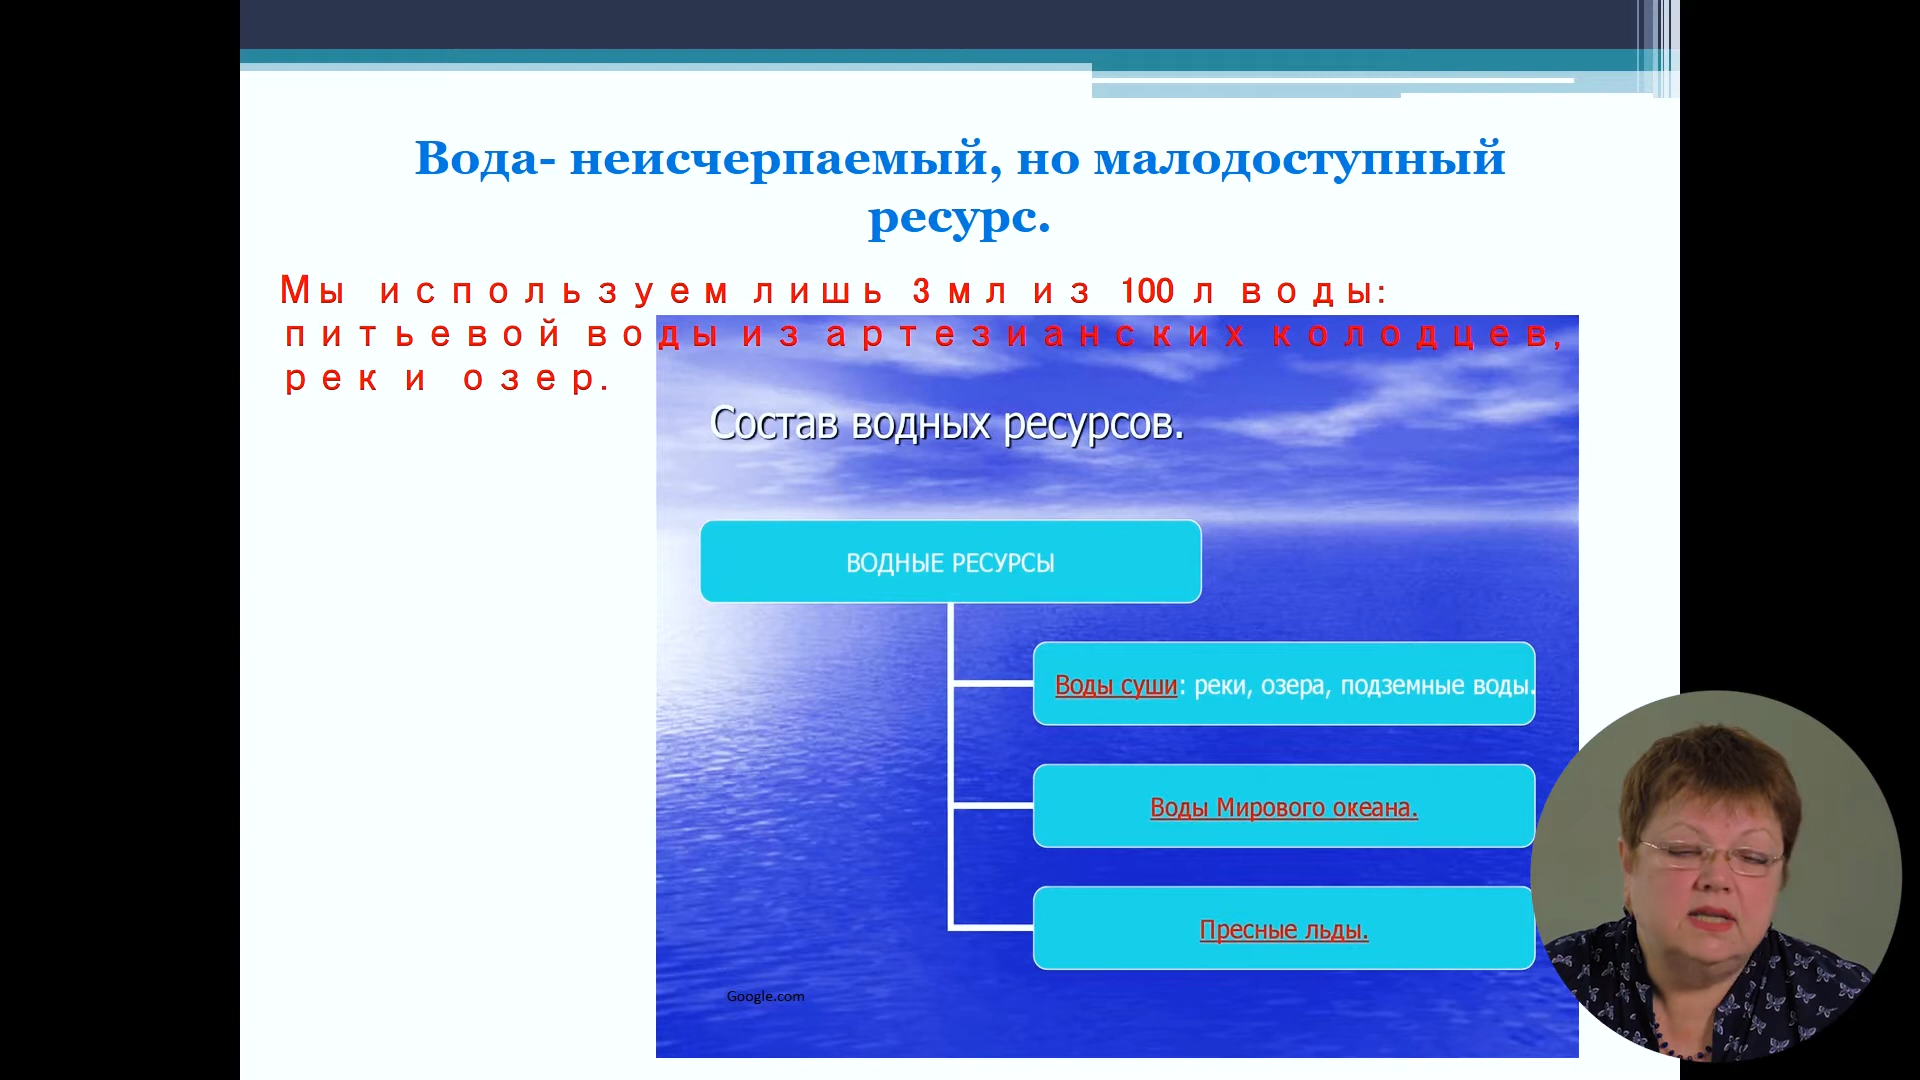 Вода- неисчерпаемый, но малодоступный
ресурс.
Мы используем лишь 3 мл из 100 л воды:
питьевой воды из артезианских колодцев,
рек и озер.
Состав водных ресурсов.
ВОДНЫЕ РЕСУРСЫ
Воды суши: реки, озера, подземные воды.
Воды Мирового океана.
Пресные льды.
Google.com